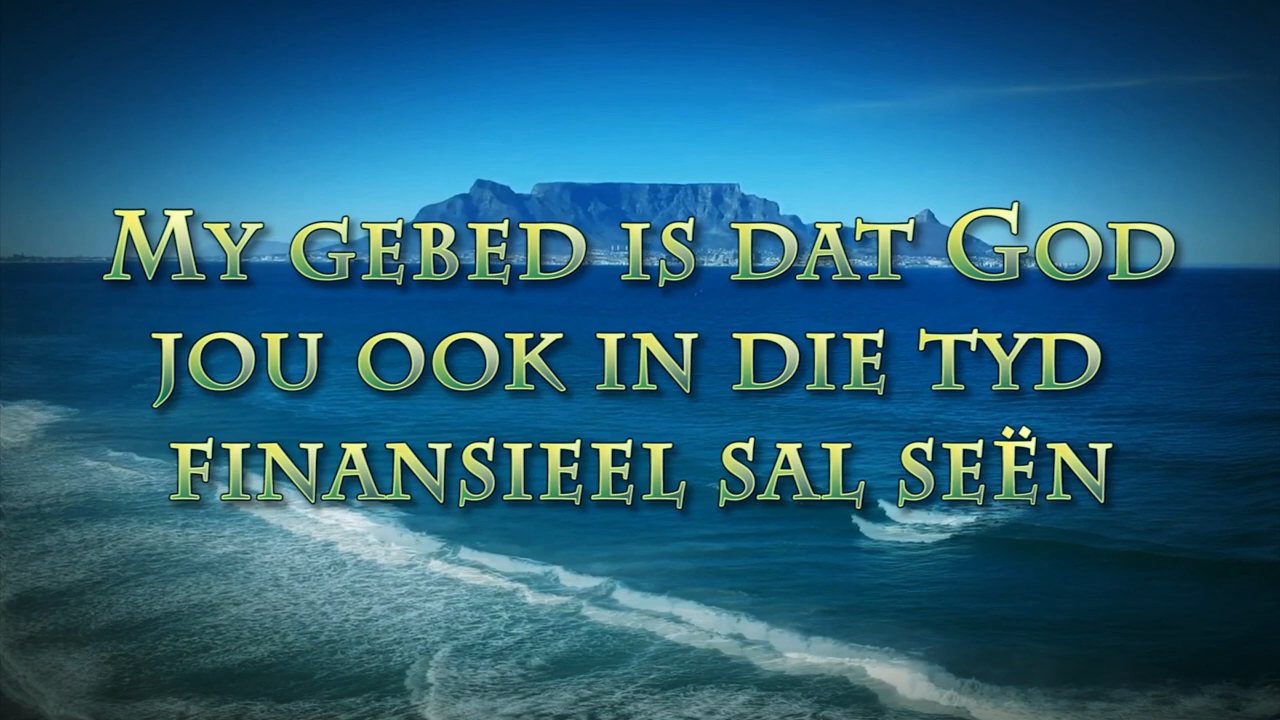 My gebed is dat God
jou ook in die tyd
finansieel sal seën